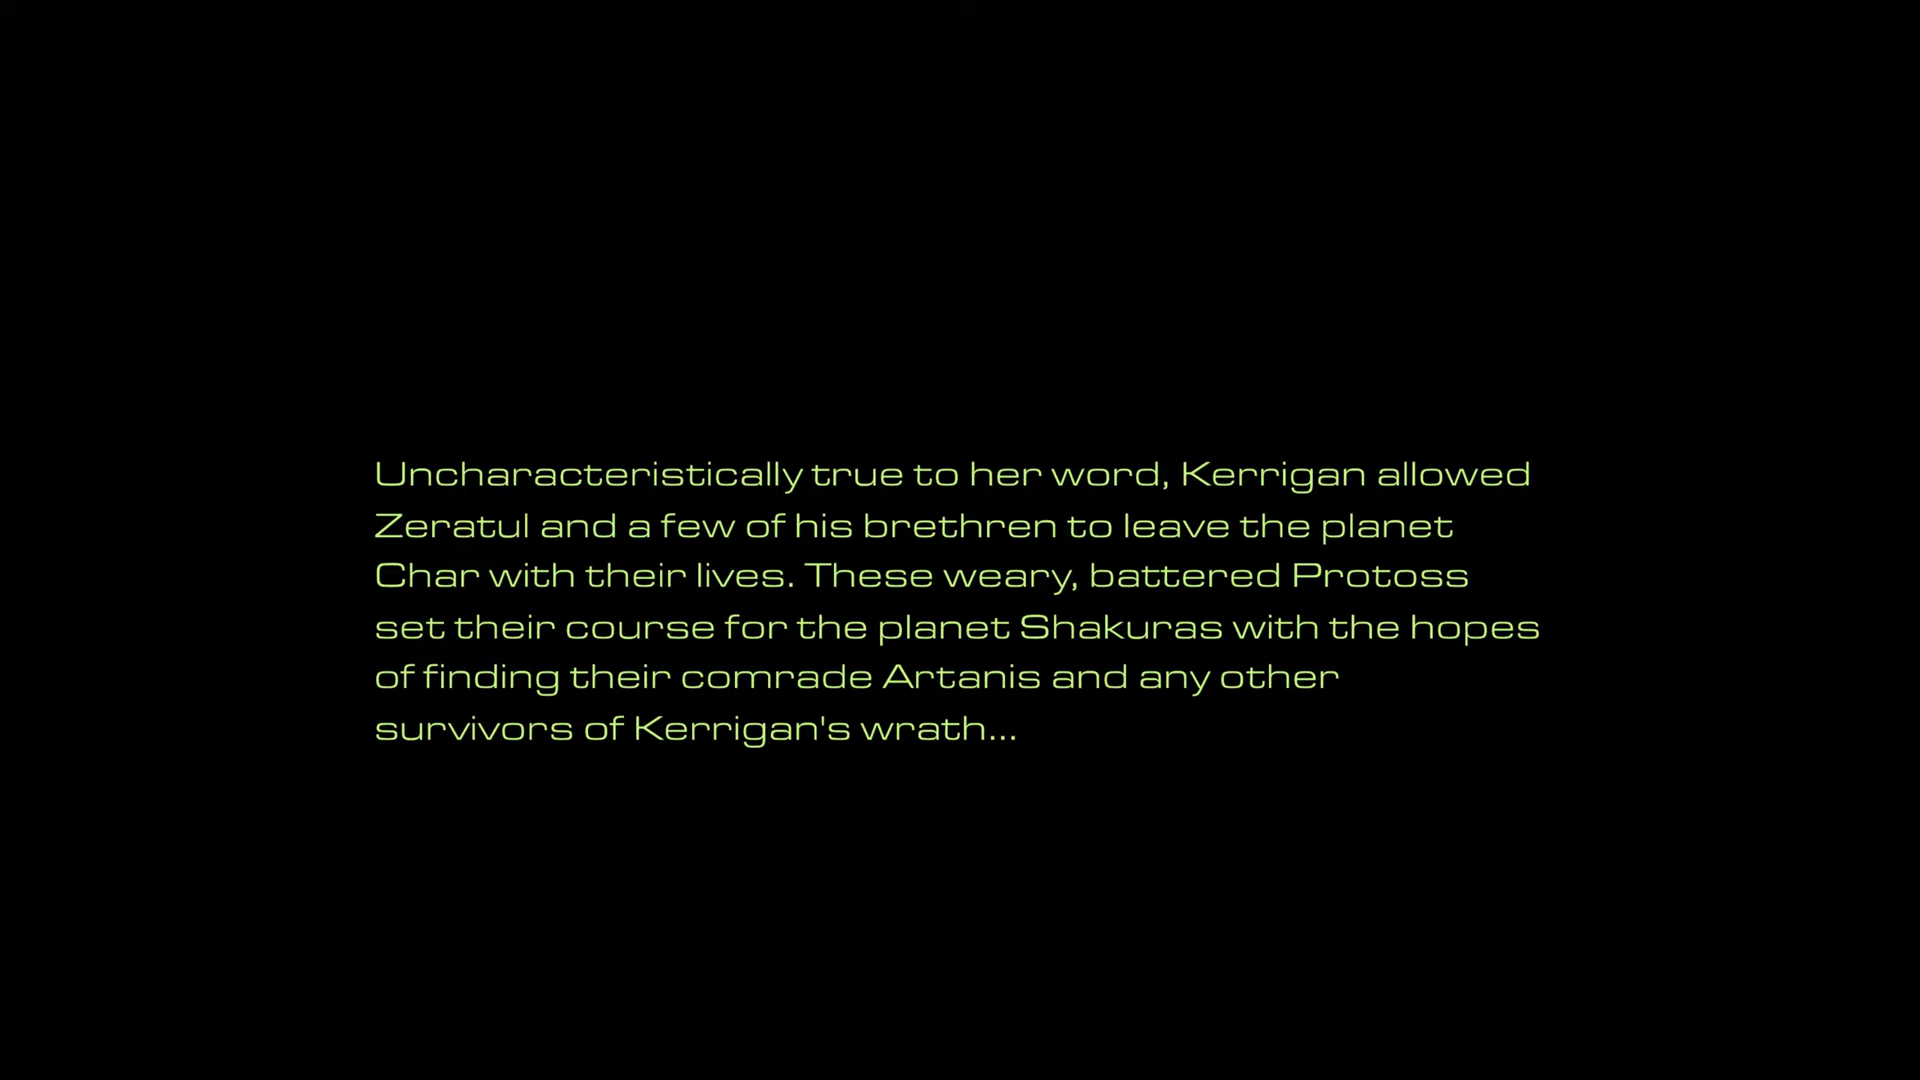 Uncharacteristically true to her word, Kerrigan allowed
Zeratul and a few of his brethren to leave the planet
Char with their lives. These weary, battered Protoss
set their course for the planet Shakuras with the hopes
of finding their comrade Artanis and any other
survivors of Kerrigan's wrath...